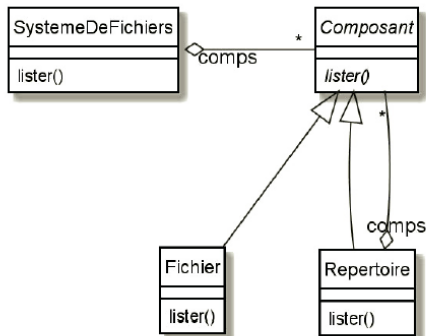 SystemeDeFichiers
lister()
comps
*
Composant
lister()
*
comps
Fichier
lister()
Repertoire
lister()